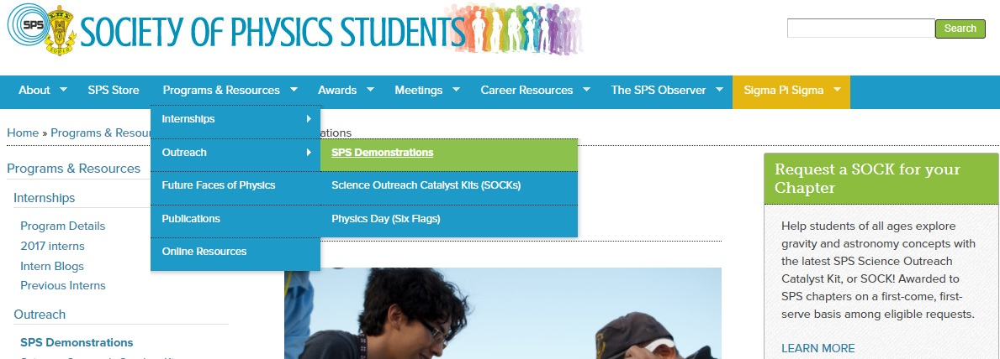 SPS
SOCIETY OF PHYSICS STUDENTS
Search
About
SPS Store
Programs & Resources
Awards
Meetings
Career Resources
The SPS Observer
Sigma Pi Sigma
Internships
Outreach
Future Faces of Physics
Publications
Online Resources
SPS Demonstrations
Science Outreach Catalyst Kits (SOCKs)
Physics Day (Six Flags)
Home » Programs & Resour
ations
Programs & Resources
Internships
Program Details
2017 interns
Intern Blogs
Previous Interns
Outreach
SPS Demonstrations
Request a SOCK for your
Chapter
Help students of all ages explore
gravity and astronomy concepts with
the latest SPS Science Outreach
Catalyst Kit, or SOCK! Awarded to
SPS chapters on a first-come, first-
serve basis among eligible requests.
LEARN MORE